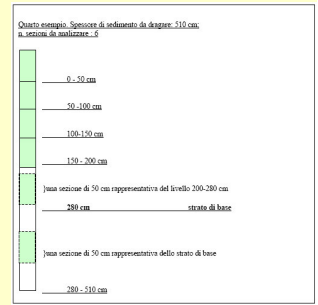 Quarto esempio. Spessore di sedimento da dragare: 510 cm;
n. sezioni da analizzare : 6
0 - 50 cm
50 -100 cm
100-150 cm
150 - 200 cm
}una sezione di 50 cm rappresentativa del livello 200-280 cm
280 cm strato di base
}una sezione di 50 cm rappresentativa dello strato di base
280 - 510 cm